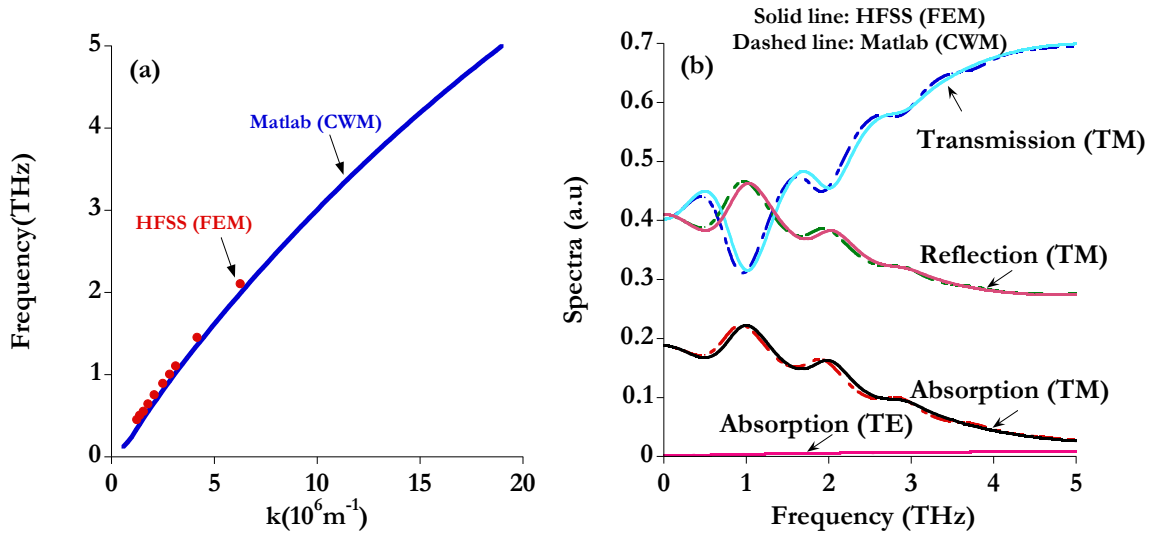 (a)
Frequency(THz)
5
4
3
2
1
0
Matlab (CWM)
HFSS (FEM)
0
5
10
15
20
k(10⁶m⁻¹)
Solid line: HFSS (FEM)
Dashed line: Matlab (CWM)
(b)
Spectra (a.u)
0.7
0.6
0.5
0.4
0.3
0.2
0.1
0
Transmission (TM)
Reflection (TM)
Absorption (TM)
Absorption (TE)
0
1
2
3
4
5
Frequency (THz)